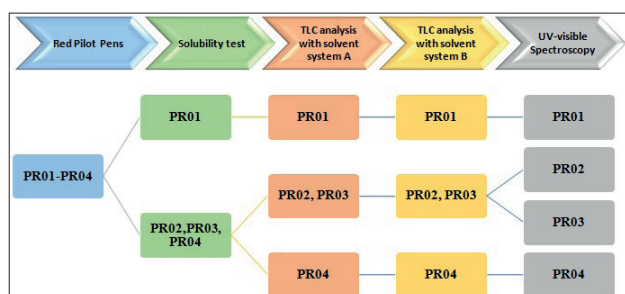 Red Pilot Pens
Solubility test
TLC analysis
with solvent
system A
TLC analysis
with solvent
system B
UV-visible
Spectroscopy
PR01-PR04
PR01
PR02,PR03,
PR04
PR01
PR02, PR03
PR04
PR01
PR02, PR03
PR04
PR01
PR02
PR03
PR04